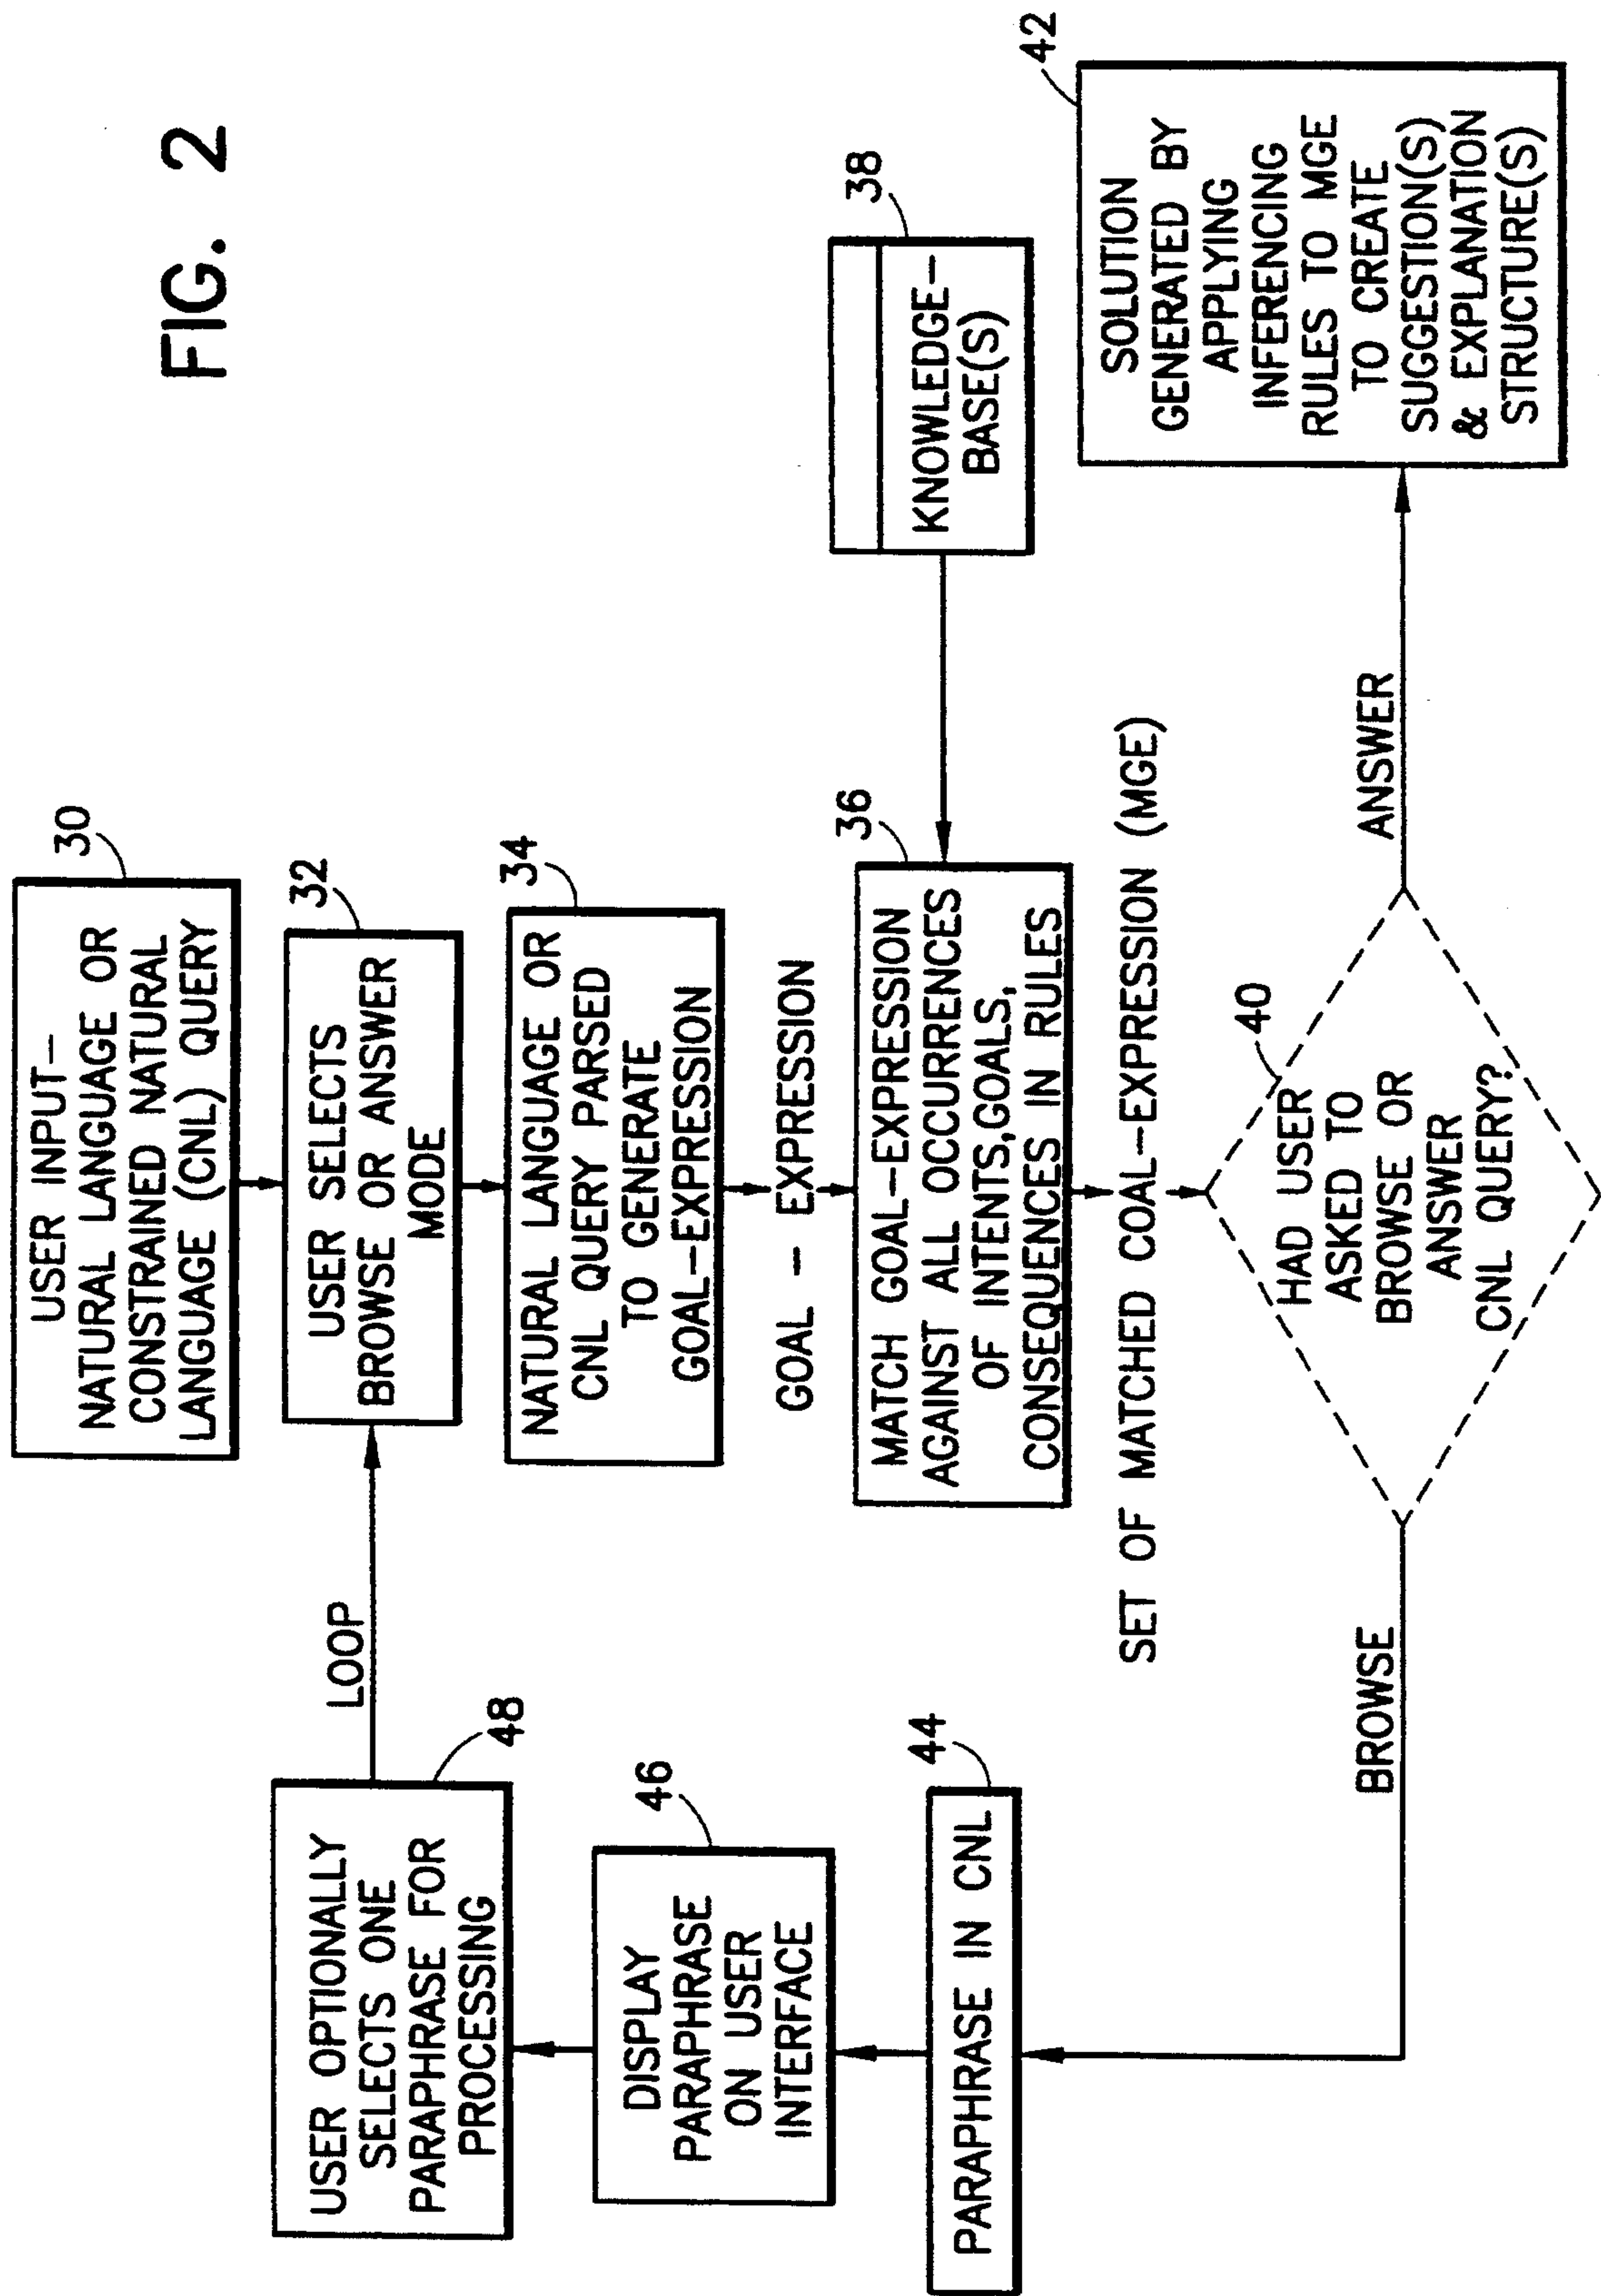 FIG. 2
30
USER INPUT—
NATURAL LANGUAGE OR
CONSTRAINED NATURAL
LANGUAGE (CNL) QUERY
32
USER SELECTS
BROWSE OR ANSWER
MODE
34
NATURAL LANGUAGE OR
CNL QUERY PARSED
TO GENERATE
GOAL—EXPRESSION
GOAL — EXPRESSION
36
MATCH GOAL—EXPRESSION
AGAINST ALL OCCURRENCES
OF INTENTS,GOALS,
CONSEQUENCES IN RULES
38
KNOWLEDGE—
BASE(S)
SET OF MATCHED COAL—EXPRESSION (MGE)
40
HAD USER
ASKED TO
BROWSE OR
ANSWER
CNL QUERY?
ANSWER
42
SOLUTION
GENERATED BY
APPLYING
INFERENCING
RULES TO MGE
TO CREATE
SUGGESTION(S)
& EXPLANATION
STRUCTURE(S)
BROWSE
44
PARAPHRASE IN CNL
46
DISPLAY
PARAPHRASE
ON USER
INTERFACE
48
USER OPTIONALLY
SELECTS ONE
PARAPHRASE FOR
PROCESSING
LOOP